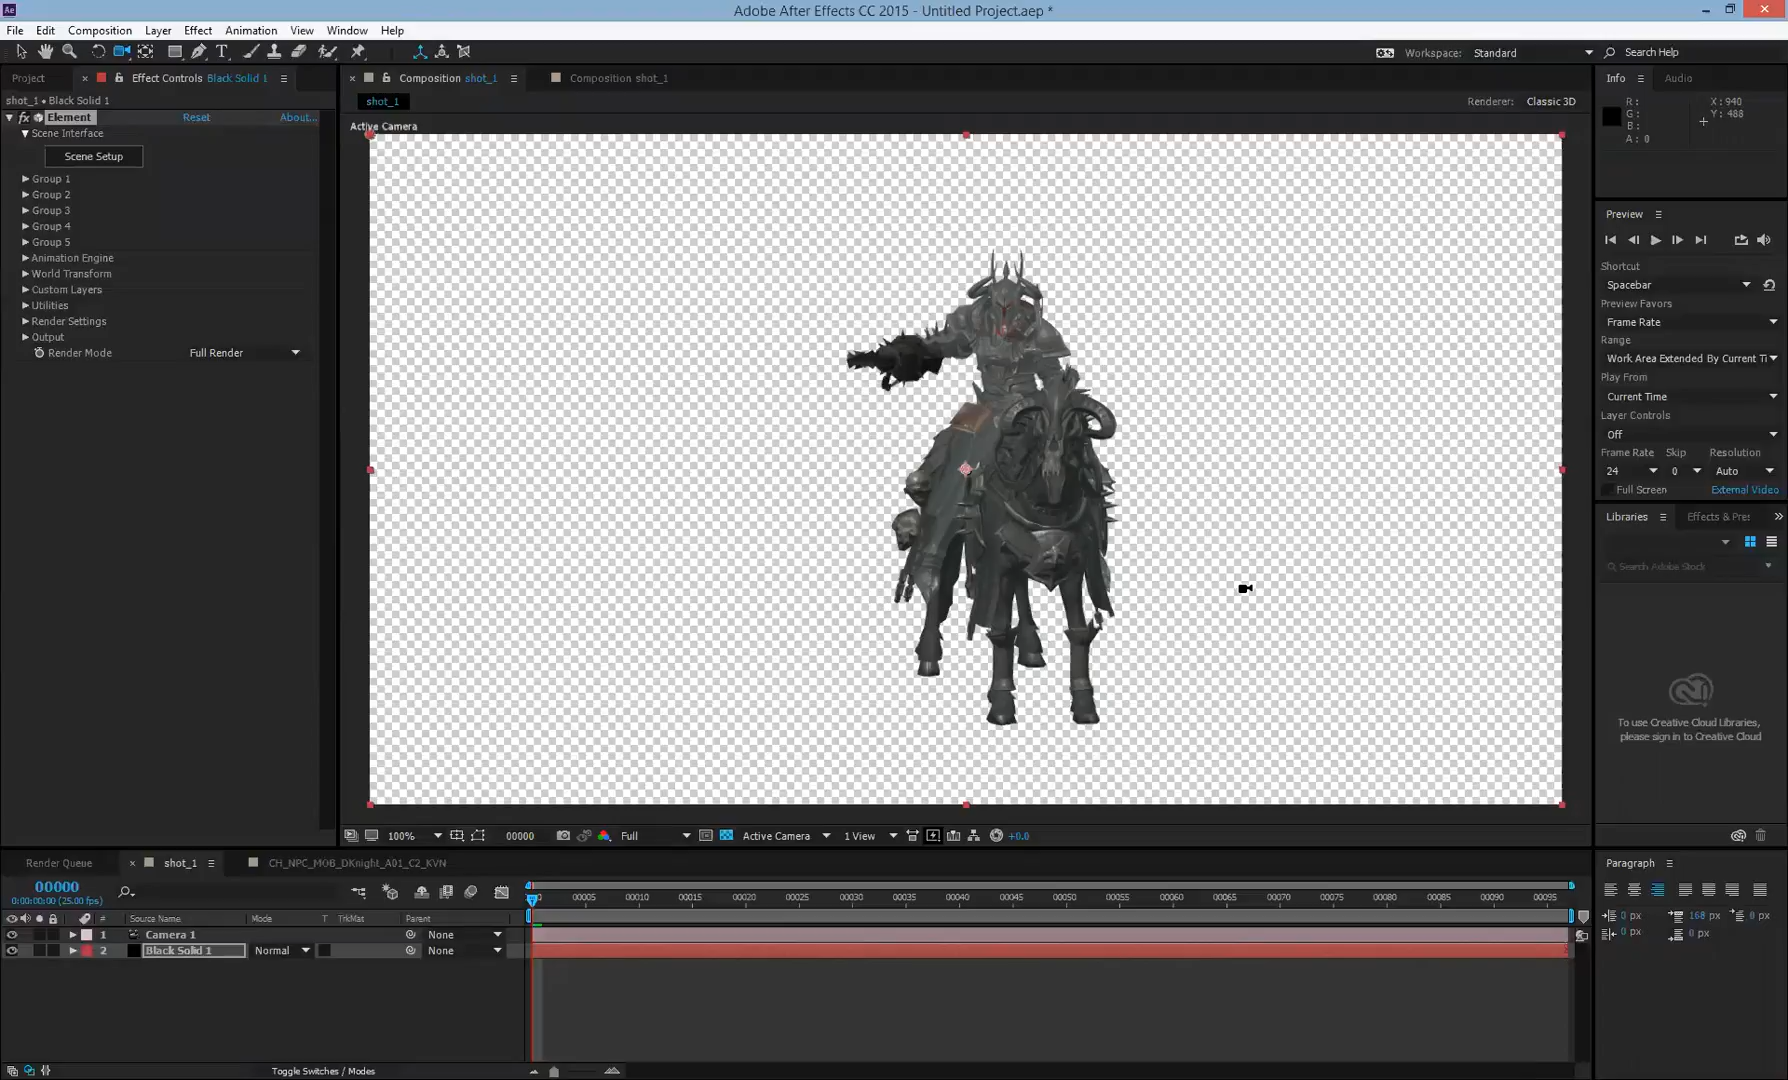 Adobe After Effects CC 2015 - Untitled Project.aep *
File Edit Composition Layer Effect Animation View Window Help
Workspace: Standard Search Help
Project Effect Controls Black Solid 1
Composition shot_1 Composition shot_1
Info Audio
shot_1 • Black Solid 1
shot_1
Renderer: Classic 3D
fx Element Reset About...
Scene Interface
Scene Setup
Group 1
Group 2
Group 3
Group 4
Group 5
Animation Engine
World Transform
Custom Layers
Utilities
Render Settings
Output
Render Mode Full Render
Active Camera
R :
G :
B :
A : 0
X : 940
Y : 488
Preview
Shortcut
Spacebar
Preview Favors
Frame Rate
Range
Work Area Extended By Current Ti
Play From
Current Time
Layer Controls
Off
Frame Rate Skip Resolution
24 0 Auto
Full Screen External Video
Libraries Effects & Pre:
Search Adobe Stock
To use Creative Cloud Libraries,
please sign in to Creative Cloud
100% 00000 Full Active Camera 1 View +0.0
Render Queue shot_1 CH_NPC_MOB_DKnight_A01_C2_KVN
00000
0:00:00:00 (25.00 fps)
00005 00010 00015 00020 00025 00030 00035 00040 00045 00050 00055 00060 00065 00070 00075 00080 00085 00090 00095
# Source Name Mode T TrkMat Parent
1 Camera 1 None
2 Black Solid 1 Normal None
Toggle Switches / Modes
Paragraph
0 px 168 px 0 px
0 px 0 px